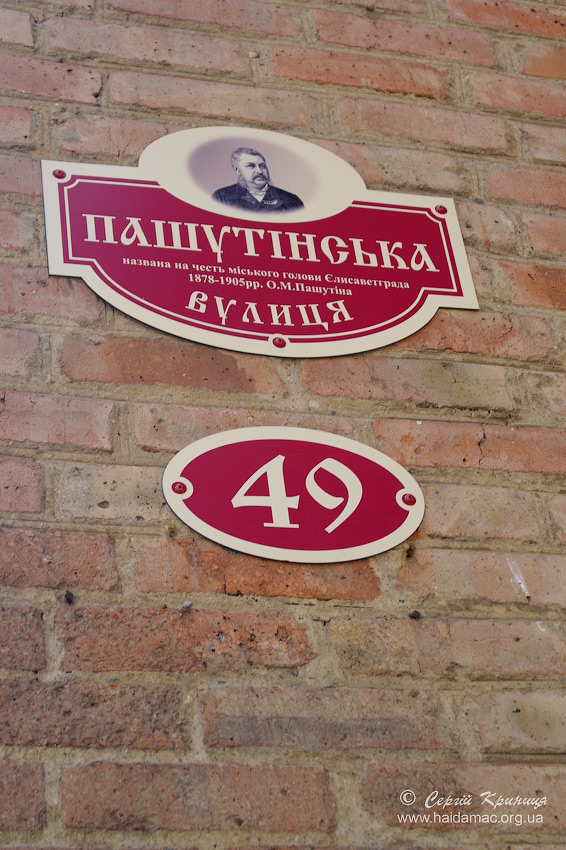 ПАШУТІНСЬКА
названа на честь міського голови Єлисаветграда
1878-1905рр. О.М.Пашутіна
вулиця
49
© Сергій Криниця
www.haidamac.org.ua